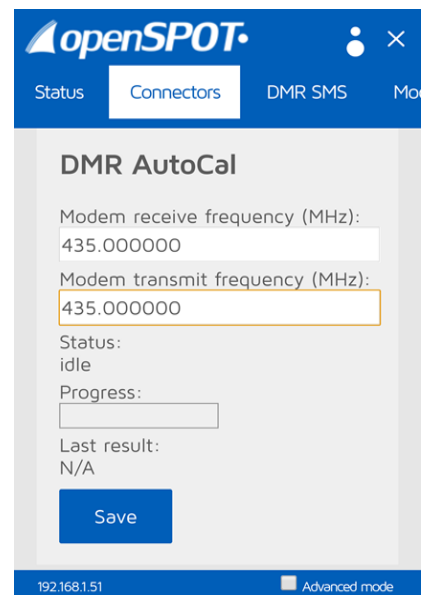 openSPOT
Status Connectors DMR SMS
DMR AutoCal
Modem receive frequency (MHz):
435.000000
Modem transmit frequency (MHz):
435.000000
Status:
idle
Progress:
Last result:
N/A
Save
192.168.1.51 Advanced mode